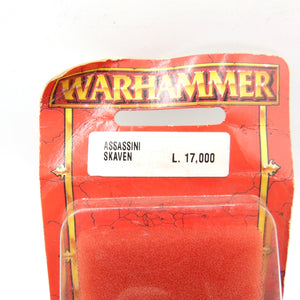 WARHAMMER
ASSASSINI
SKAVEN L. 17,000